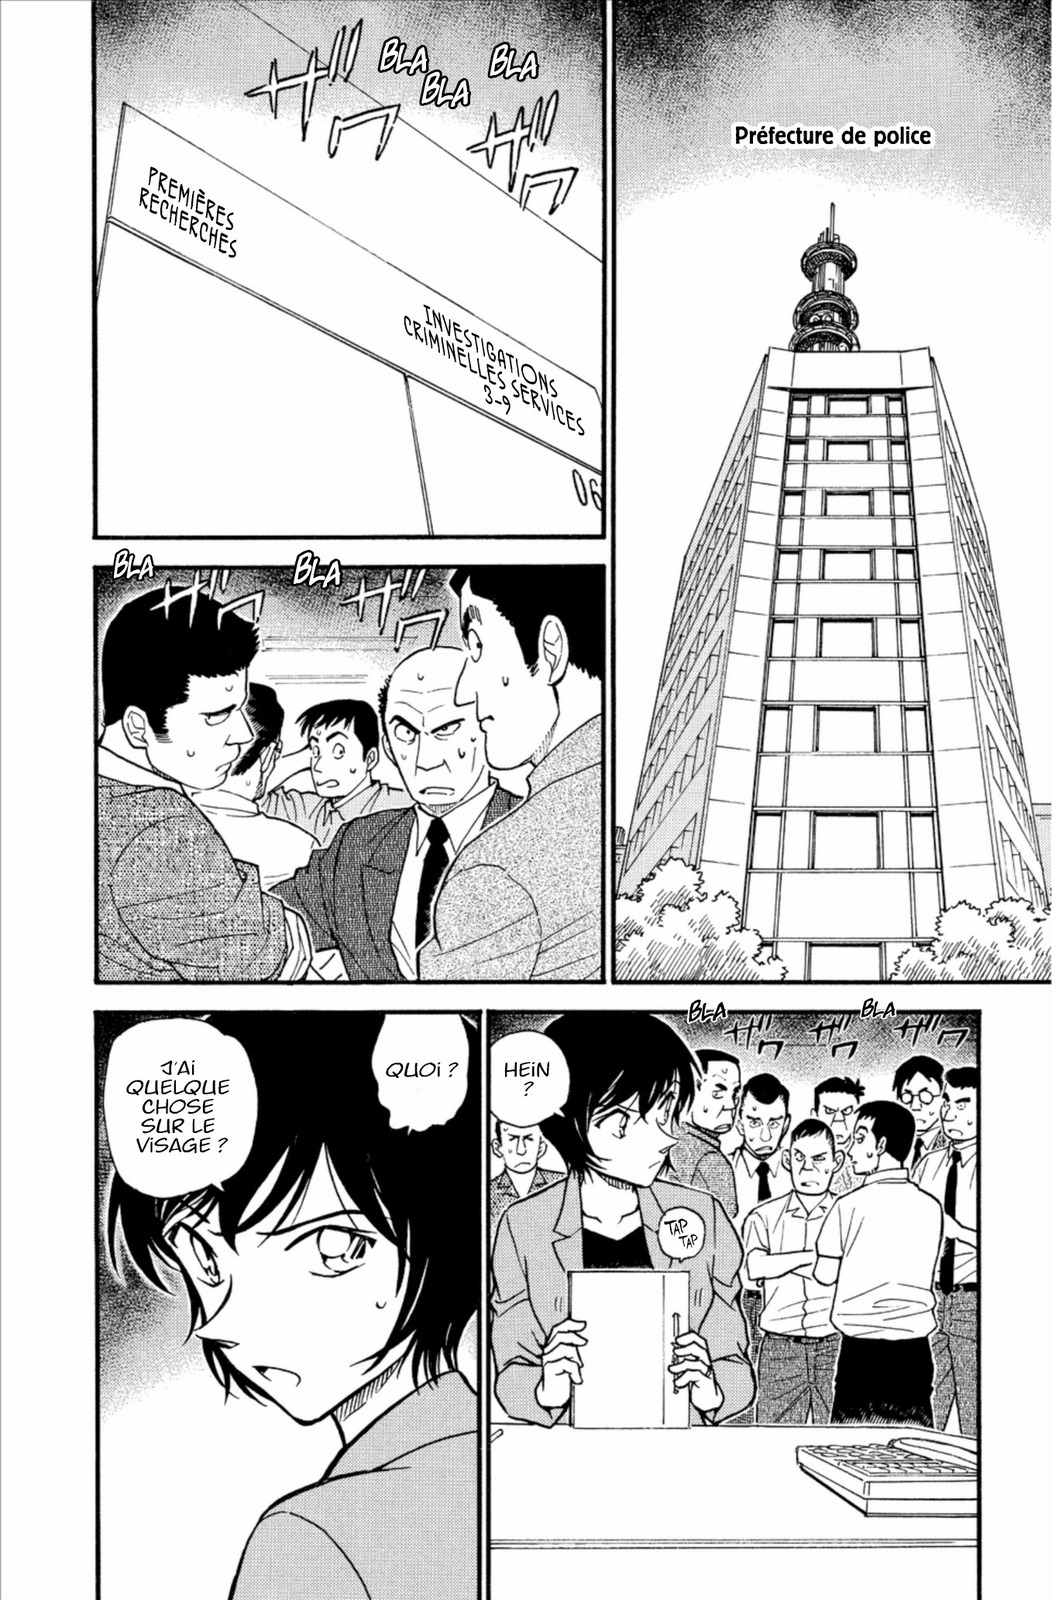 Préfecture de police
BLA
BLA
BLA
ザワ
ザワ
PREMIÈRES
RECHERCHES
INVESTIGATIONS
CRIMINELLES SERVICES
3-9
06
BLA
BLA
ザワ
ザワ
BLA
BLA
ザワ
ザワ
ザワ
HEIN
?
TAP
TAP
QUOI ?
J'AI
QUELQUE
CHOSE
SUR LE
VISAGE ?